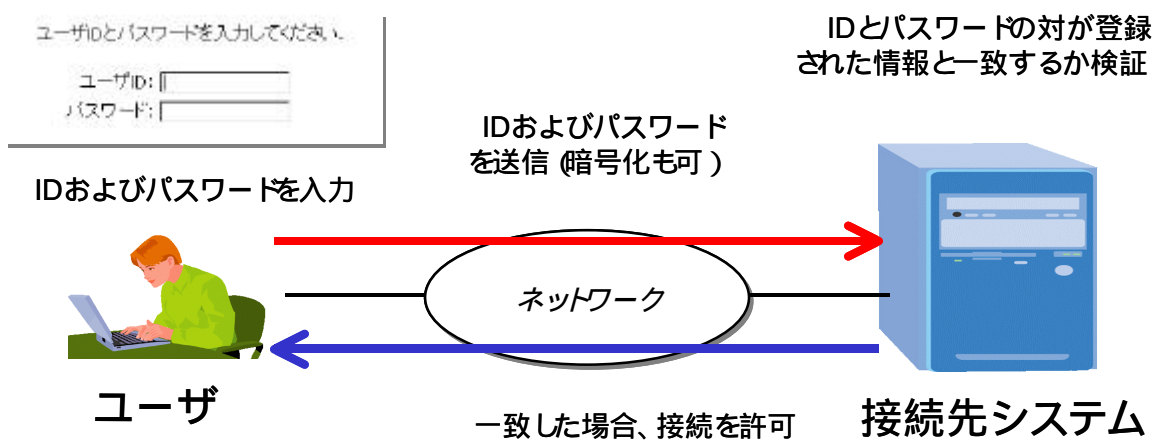 ユーザIDとパスワードを入力してください。
ユーザID:
パスワード:
IDおよびパスワードを入力
IDおよびパスワード
を送信（暗号化も可）
IDとパスワードの対が登録
された情報と一致するか検証
ネットワーク
ユーザ
一致した場合、接続を許可
接続先システム